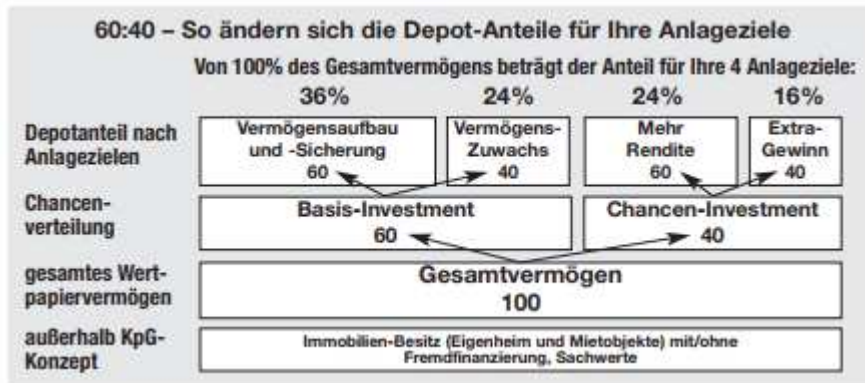 60:40 – So ändern sich die Depot-Anteile für Ihre Anlageziele
Von 100% des Gesamtvermögens beträgt der Anteil für Ihre 4 Anlageziele:
36% 24% 24% 16%
Depotanteil nach
Anlagezielen
Vermögensaufbau
und -Sicherung
60
Vermögens-
Zuwachs
40
Mehr
Rendite
60
Extra-
Gewinn
40
Chancen-
verteilung
Basis-Investment
60
Chancen-Investment
40
gesamtes Wert-
papiervermögen
Gesamtvermögen
100
außerhalb KpG-
Konzept
Immobilien-Besitz (Eigenheim und Mietobjekte) mit/ohne
Fremdfinanzierung, Sachwerte